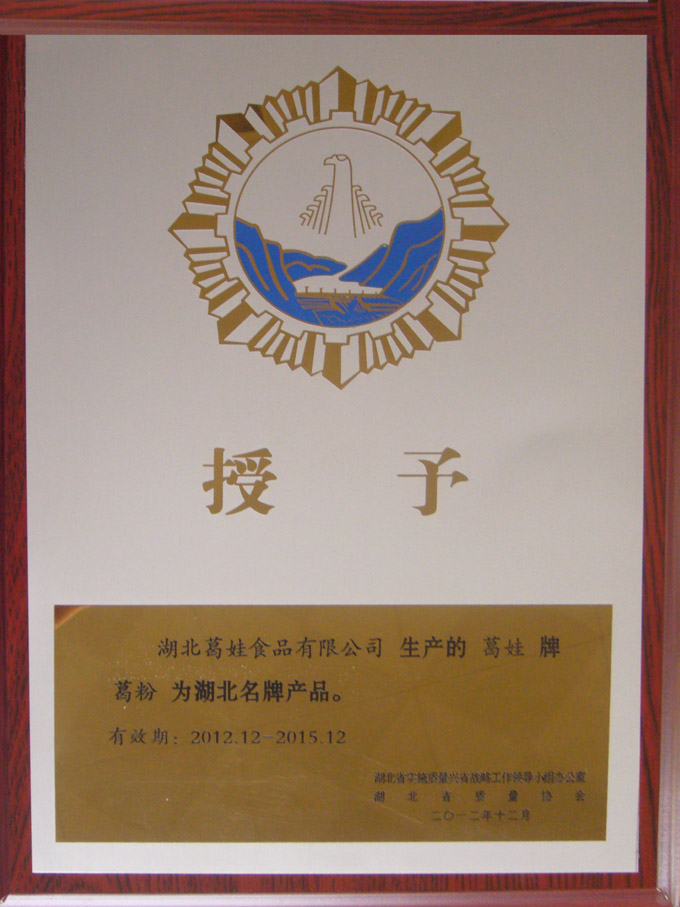 授 予
湖北葛娃食品有限公司 生产的 葛娃 牌
葛粉 为湖北名牌产品。
有效期：2012.12-2015.12
湖北省实施质量兴省战略工作领导小组办公室
湖北省质量协会
二〇一二年十二月